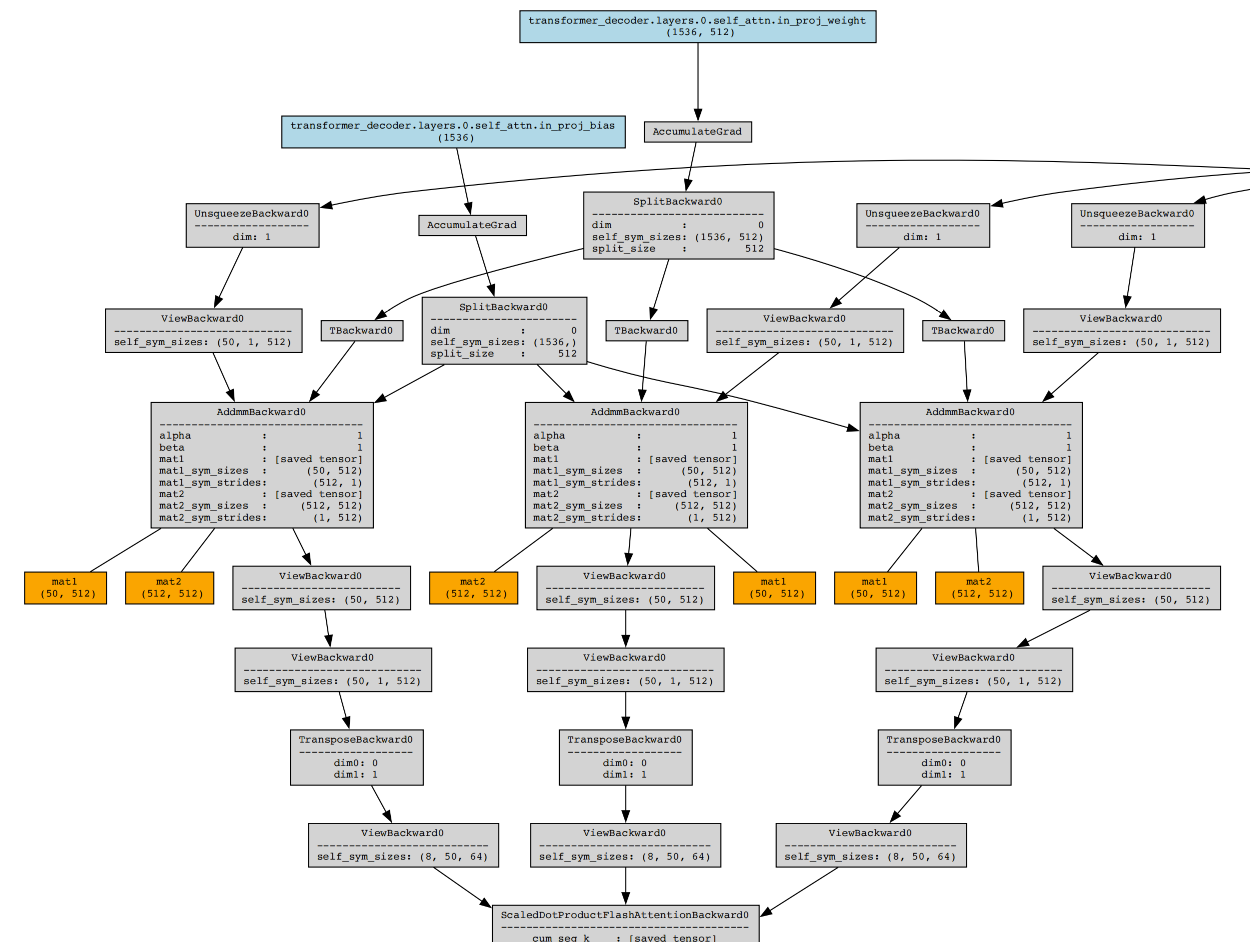 transformer_decoder.layers.0.self_attn.in_proj_weight
(1536, 512)
transformer_decoder.layers.0.self_attn.in_proj_bias
(1536)
AccumulateGrad
UnsqueezeBackward0
-----------------
dim: 1
AccumulateGrad
SplitBackward0
---------------------------
dim           :           0
self_sym_sizes: (1536, 512)
split_size    :         512
UnsqueezeBackward0
-----------------
dim: 1
UnsqueezeBackward0
-----------------
dim: 1
ViewBackward0
----------------------------
self_sym_sizes: (50, 1, 512)
TBackward0
SplitBackward0
-----------------------
dim           :       0
self_sym_sizes: (1536,)
split_size    :     512
TBackward0
ViewBackward0
----------------------------
self_sym_sizes: (50, 1, 512)
TBackward0
ViewBackward0
----------------------------
self_sym_sizes: (50, 1, 512)
AddmmBackward0
--------------------------------
alpha           :              1
beta            :              1
mat1            : [saved tensor]
mat1_sym_sizes  :      (50, 512)
mat1_sym_strides:       (512, 1)
mat2            : [saved tensor]
mat2_sym_sizes  :     (512, 512)
mat2_sym_strides:       (1, 512)
AddmmBackward0
--------------------------------
alpha           :              1
beta            :              1
mat1            : [saved tensor]
mat1_sym_sizes  :      (50, 512)
mat1_sym_strides:       (512, 1)
mat2            : [saved tensor]
mat2_sym_sizes  :     (512, 512)
mat2_sym_strides:       (1, 512)
AddmmBackward0
--------------------------------
alpha           :              1
beta            :              1
mat1            : [saved tensor]
mat1_sym_sizes  :      (50, 512)
mat1_sym_strides:       (512, 1)
mat2            : [saved tensor]
mat2_sym_sizes  :     (512, 512)
mat2_sym_strides:       (1, 512)
mat1
(50, 512)
mat2
(512, 512)
ViewBackward0
-------------------------
self_sym_sizes: (50, 512)
mat2
(512, 512)
ViewBackward0
-------------------------
self_sym_sizes: (50, 512)
mat1
(50, 512)
mat1
(50, 512)
mat2
(512, 512)
ViewBackward0
-------------------------
self_sym_sizes: (50, 512)
ViewBackward0
----------------------------
self_sym_sizes: (50, 1, 512)
ViewBackward0
----------------------------
self_sym_sizes: (50, 1, 512)
ViewBackward0
----------------------------
self_sym_sizes: (50, 1, 512)
TransposeBackward0
------------------
dim0: 0
dim1: 1
TransposeBackward0
------------------
dim0: 0
dim1: 1
TransposeBackward0
------------------
dim0: 0
dim1: 1
ViewBackward0
---------------------------
self_sym_sizes: (8, 50, 64)
ViewBackward0
---------------------------
self_sym_sizes: (8, 50, 64)
ViewBackward0
---------------------------
self_sym_sizes: (8, 50, 64)
ScaledDotProductFlashAttentionBackward0
---------------------------------------
cum_seq_k    : [saved tensor]